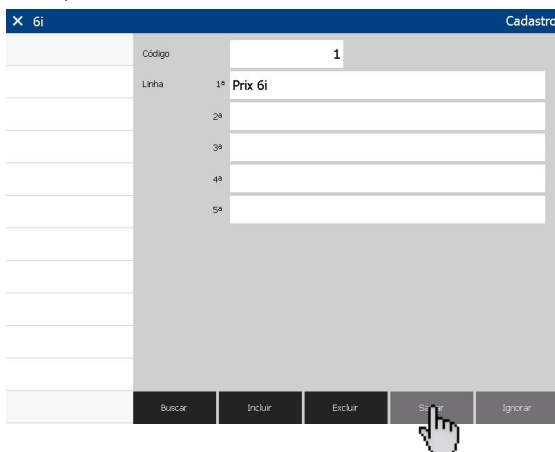 6i Cadastro
Código 1
Linha 1ª Prix 6i
2ª
3ª
4ª
5ª
Buscar Incluir Excluir Ignorar